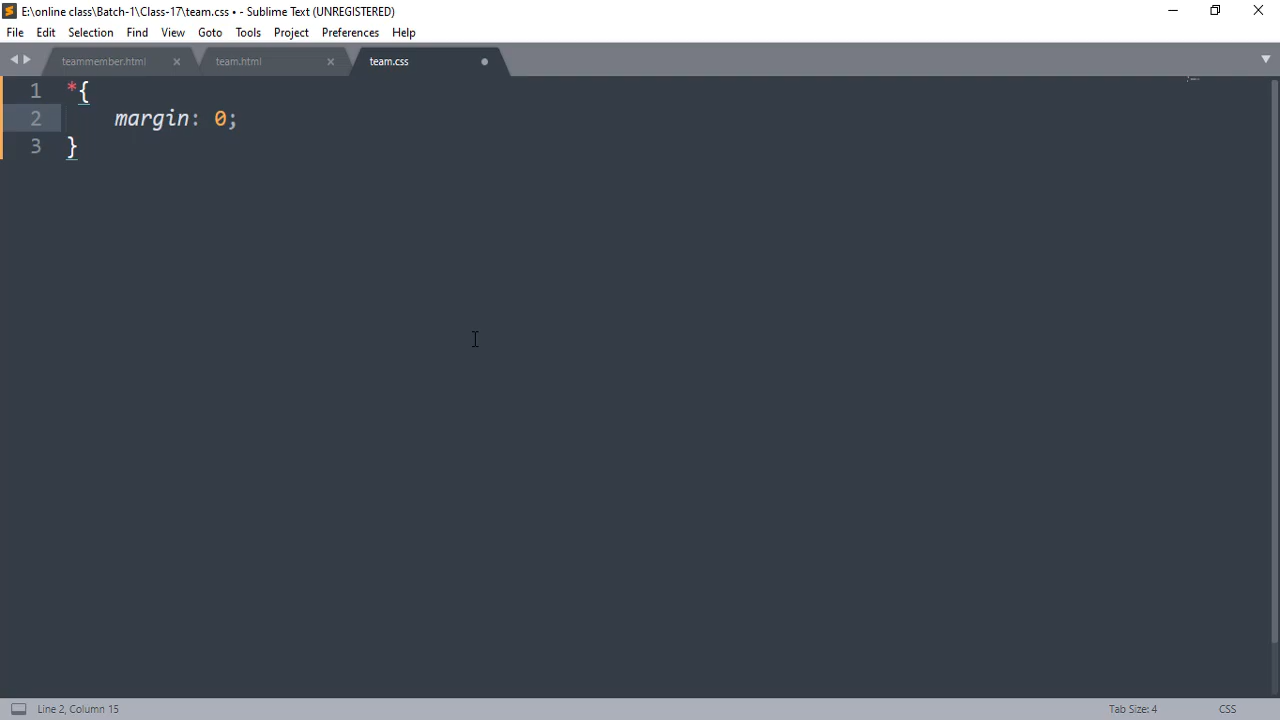 E:\online class\Batch-1\Class-17\team.css • - Sublime Text (UNREGISTERED)
File Edit Selection Find View Goto Tools Project Preferences Help
teammember.html team.html team.css
1 *{
2 margin: 0;
3 }
Line 2, Column 15 Tab Size: 4 CSS